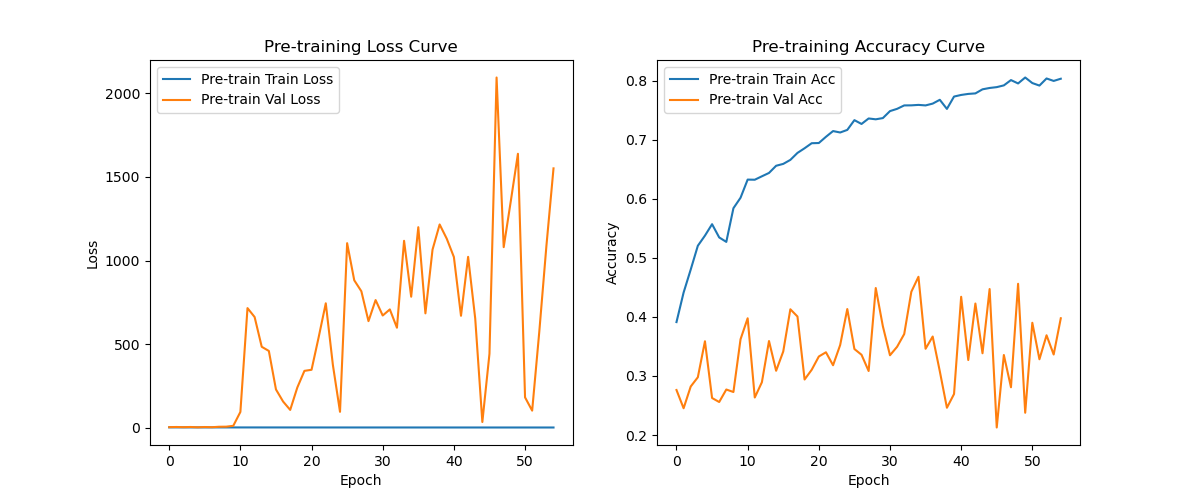 Pre-training Loss Curve
Pre-train Train Loss
Pre-train Val Loss
2000
1500
1000
500
0
Loss
0 10 20 30 40 50
Epoch
Pre-training Accuracy Curve
Pre-train Train Acc
Pre-train Val Acc
0.8
0.7
0.6
0.5
0.4
0.3
0.2
Accuracy
0 10 20 30 40 50
Epoch